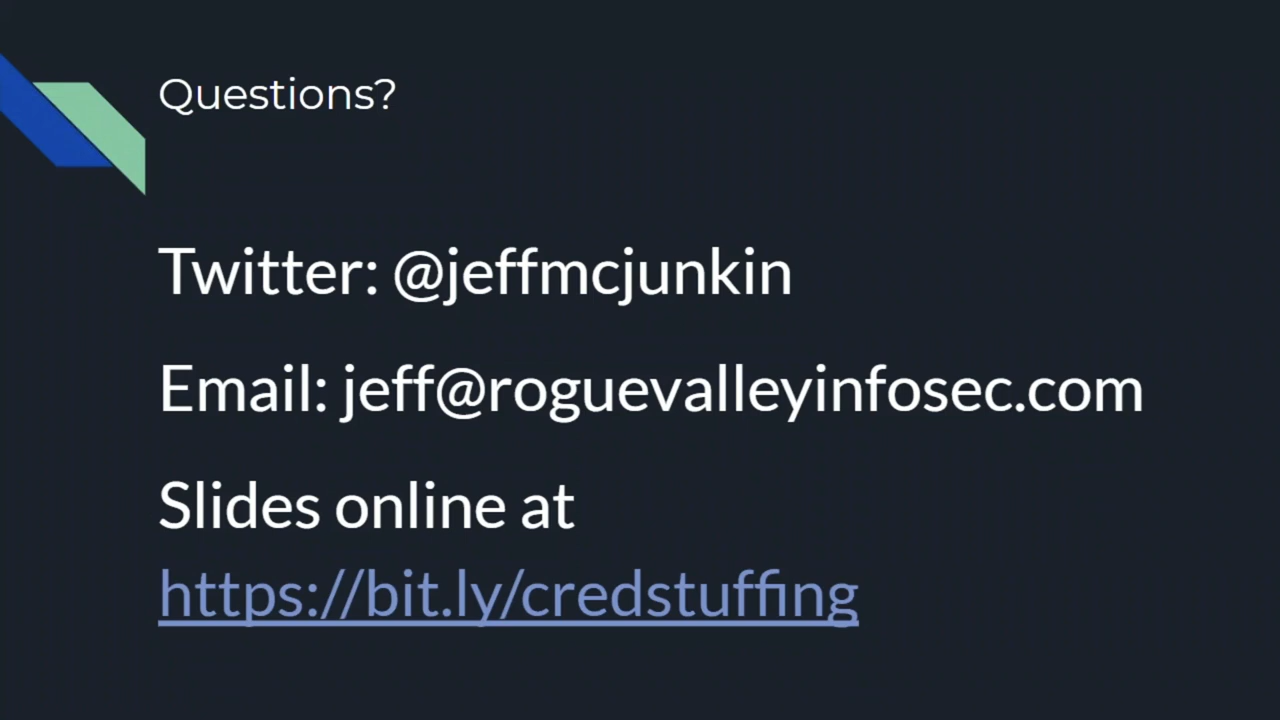 Questions?
Twitter: @jeffmcjunkin
Email: jeff@roguevalleyinfosec.com
Slides online at
https://bit.ly/credstuffing